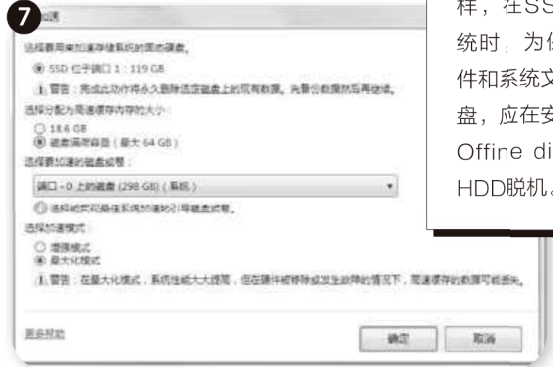 7
加速
选择要用来加速存储系统的固态硬盘。
SSD 位于端口 1：119 GB
警告：完成此功作将永久删除选定磁盘上的现有数据。先备份数据然后再继续。
选择分配为高速缓存内存的大小：
18.6 GB
磁盘满荷容量（最大 64 GB）
选择要加速的磁盘或卷：
端口 - 0 上的磁盘 (298 GB)（系统）
选择模式：
选择加速模式：
增强模式
最大化模式
警告：在最大化模式，系统性能大大提高，但在硬件被移除或发生故障的情况下，高速缓存的数据可能丢失。
更多帮助
确定
取消
样，在SS
统时
为保
件和系统文
盘，应在安
Offine di
HDD脱机。